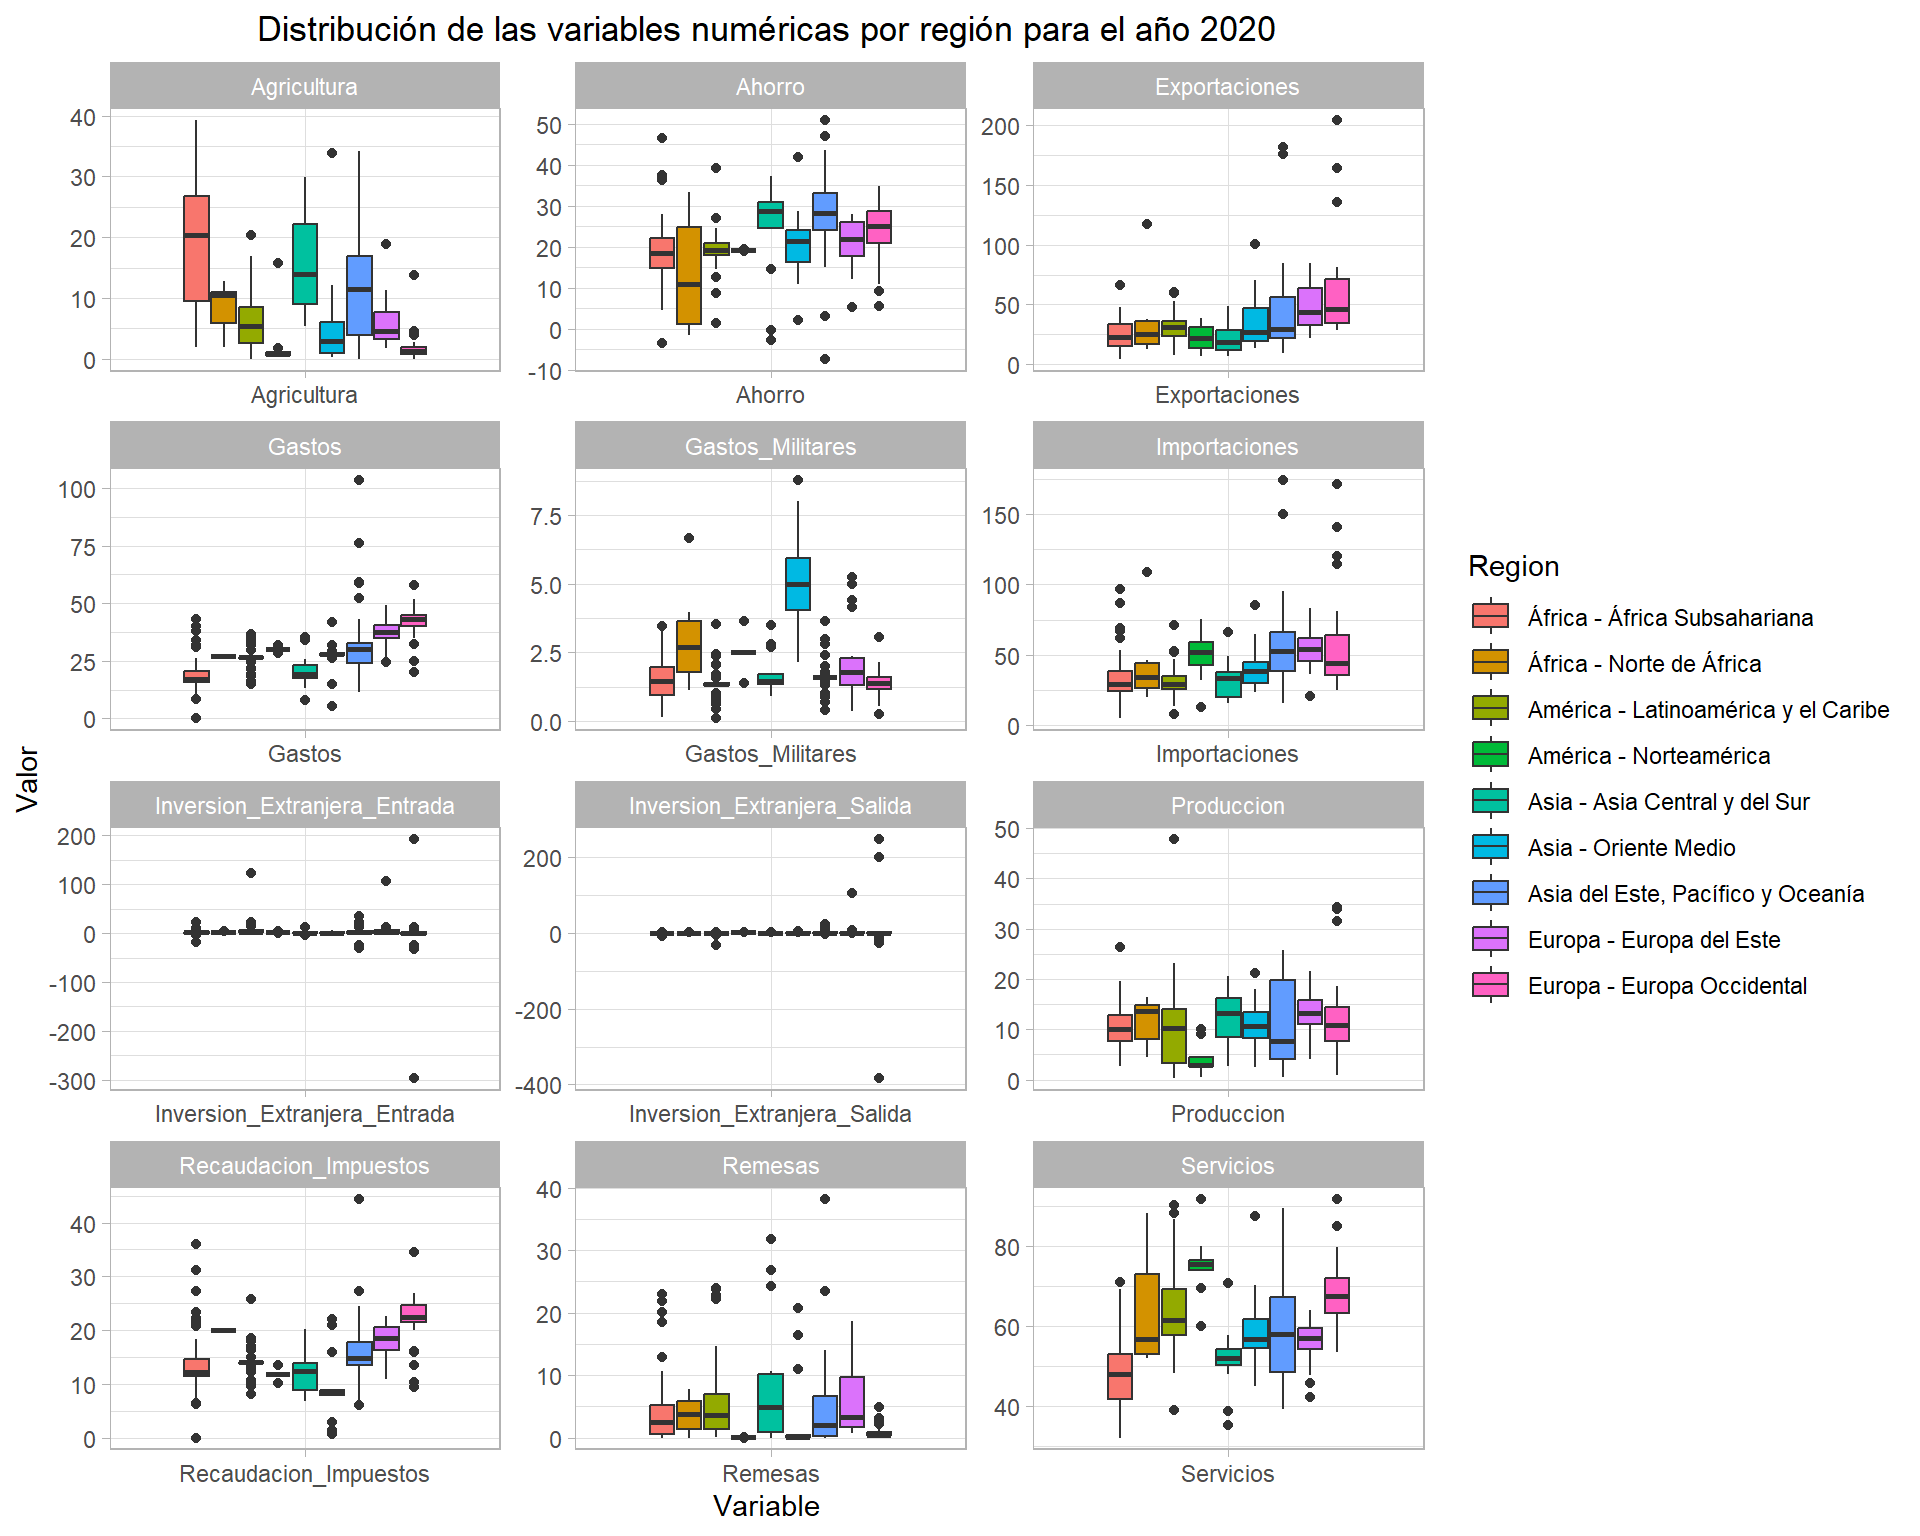 Distribución de las variables numéricas por región para el año 2020
Agricultura
Ahorro
Exportaciones
40
30
20
10
0
50
40
30
20
10
0
-10
200
150
100
50
0
Agricultura
Ahorro
Exportaciones
Gastos
Gastos_Militares
Importaciones
100
75
50
25
0
7.5
5.0
2.5
0.0
150
100
50
0
Gastos
Gastos_Militares
Importaciones
Valor
Inversion_Extranjera_Entrada
Inversion_Extranjera_Salida
Produccion
200
100
0
-100
-200
-300
200
0
-200
-400
50
40
30
20
10
0
Inversion_Extranjera_Entrada
Inversion_Extranjera_Salida
Produccion
Recaudacion_Impuestos
Remesas
Servicios
40
30
20
10
0
40
30
20
10
0
80
60
40
Recaudacion_Impuestos
Remesas
Servicios
Variable
Region
África - África Subsahariana
África - Norte de África
América - Latinoamérica y el Caribe
América - Norteamérica
Asia - Asia Central y del Sur
Asia - Oriente Medio
Asia del Este, Pacífico y Oceanía
Europa - Europa del Este
Europa - Europa Occidental